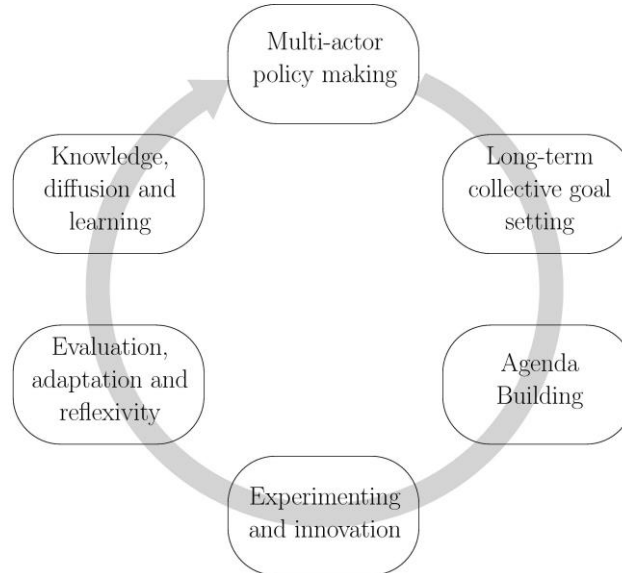 Multi-actor
policy making
Long-term
collective goal
setting
Agenda
Building
Experimenting
and innovation
Evaluation,
adaptation and
reflexivity
Knowledge,
diffusion and
learning